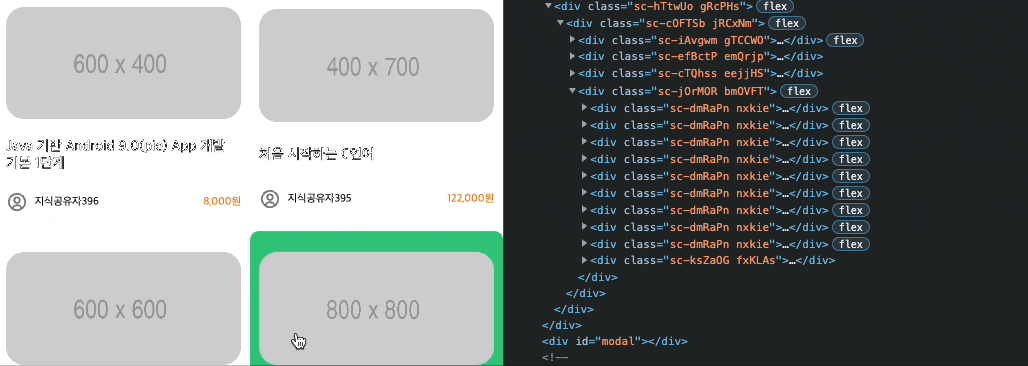 600 x 400
400 x 700
Java 기반 Android 9.0(pie) App 개발
기본 1단계
처음 시작하는 C언어
지식공유자396
8,000원
지식공유자395
122,000원
600 x 600
800 x 800
<div class="sc-hTtwUo gRcPHs"> flex
<div class="sc-cOFTSb jRCxNm"> flex
<div class="sc-iAvgwm gTCCWO">…</div> flex
<div class="sc-efBctP emQrjp">…</div>
<div class="sc-cTQhss eejjHS">…</div>
<div class="sc-jOrMOR bmOVFT"> flex
<div class="sc-dmRaPn nxkie">…</div> flex
<div class="sc-dmRaPn nxkie">…</div> flex
<div class="sc-dmRaPn nxkie">…</div> flex
<div class="sc-dmRaPn nxkie">…</div> flex
<div class="sc-dmRaPn nxkie">…</div> flex
<div class="sc-dmRaPn nxkie">…</div> flex
<div class="sc-dmRaPn nxkie">…</div> flex
<div class="sc-dmRaPn nxkie">…</div> flex
<div class="sc-dmRaPn nxkie">…</div> flex
<div class="sc-ksZaOG fxKLAs">…</div>
</div>
</div>
</div>
</div>
<div id="modal"></div>
<!--